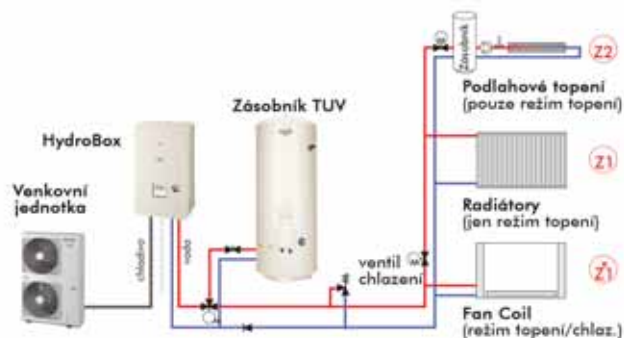 Zásobník
Z2
Podlahové topení
(pouze režim topení)
Zásobník TUV
HydroBox
Z1
Venkovní
jednotka
chladivo
voda
Radiátory
(jen režim topení)
ventil
chlazení
Z1
Fan Coil
(režim topení/chlaz.)